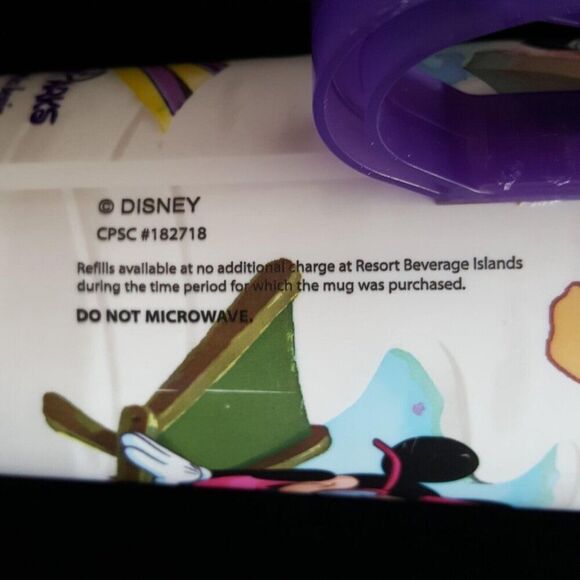 © DISNEY
CPSC #182718
Refills available at no additional charge at Resort Beverage Islands
during the time period for which the mug was purchased.
DO NOT MICROWAVE.